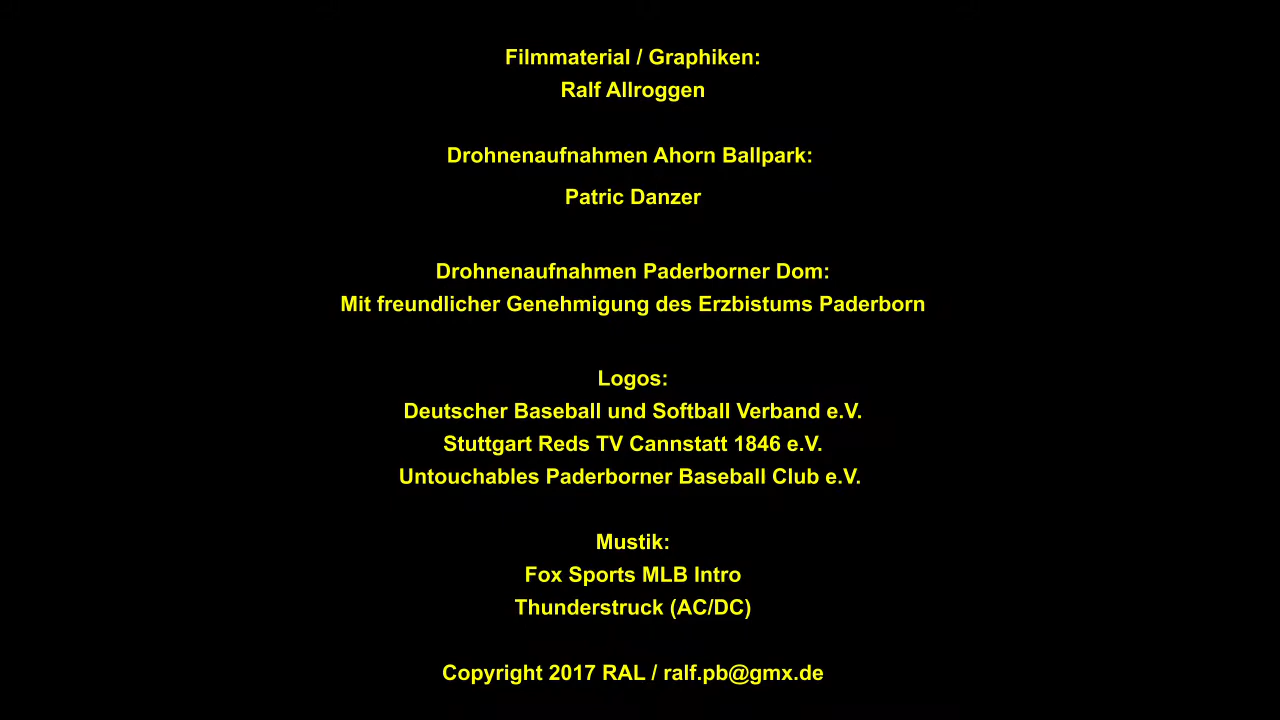 Filmmaterial / Graphiken:
Ralf Allroggen
Drohnenaufnahmen Ahorn Ballpark:
Patric Danzer
Drohnenaufnahmen Paderborner Dom:
Mit freundlicher Genehmigung des Erzbistums Paderborn
Logos:
Deutscher Baseball und Softball Verband e.V.
Stuttgart Reds TV Cannstatt 1846 e.V.
Untouchables Paderborner Baseball Club e.V.
Mustik:
Fox Sports MLB Intro
Thunderstruck (AC/DC)
Copyright 2017 RAL / ralf.pb@gmx.de